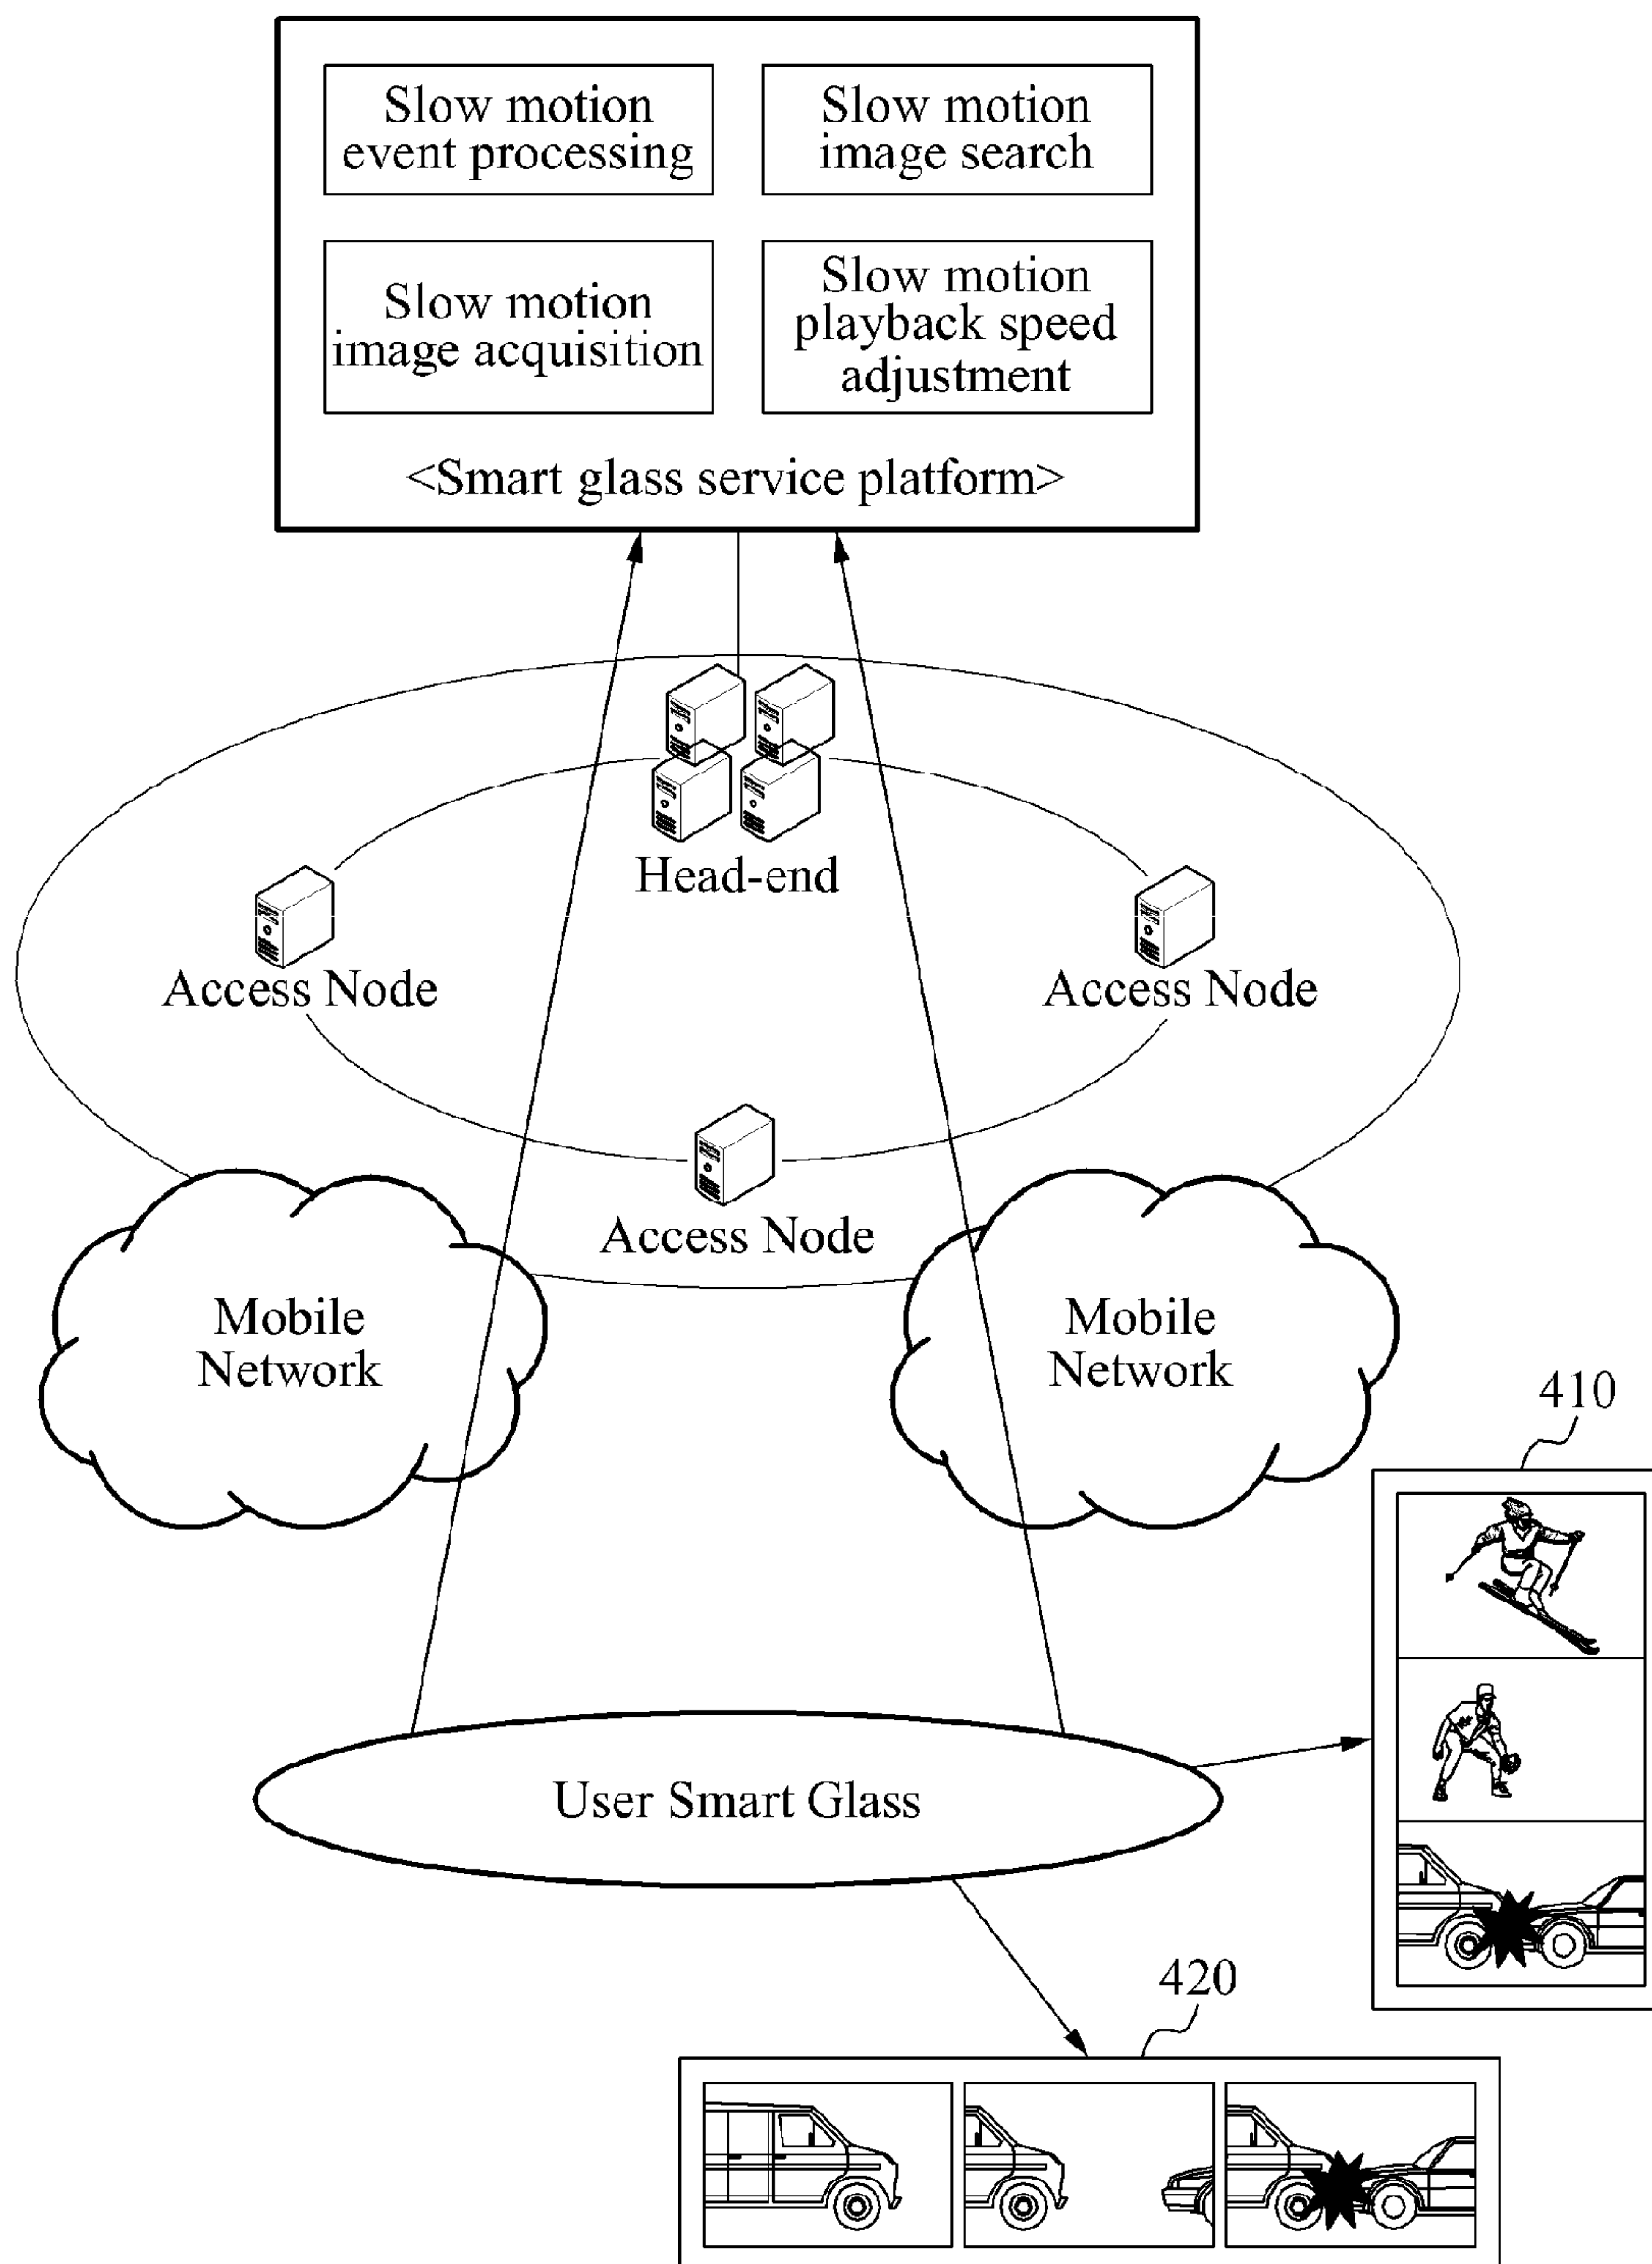 Slow motion
event processing
Slow motion
image search
Slow motion
image acquisition
Slow motion
playback speed
adjustment
<Smart glass service platform>
Head-end
Access Node
Access Node
Access Node
Mobile
Network
Mobile
Network
410
User Smart Glass
420